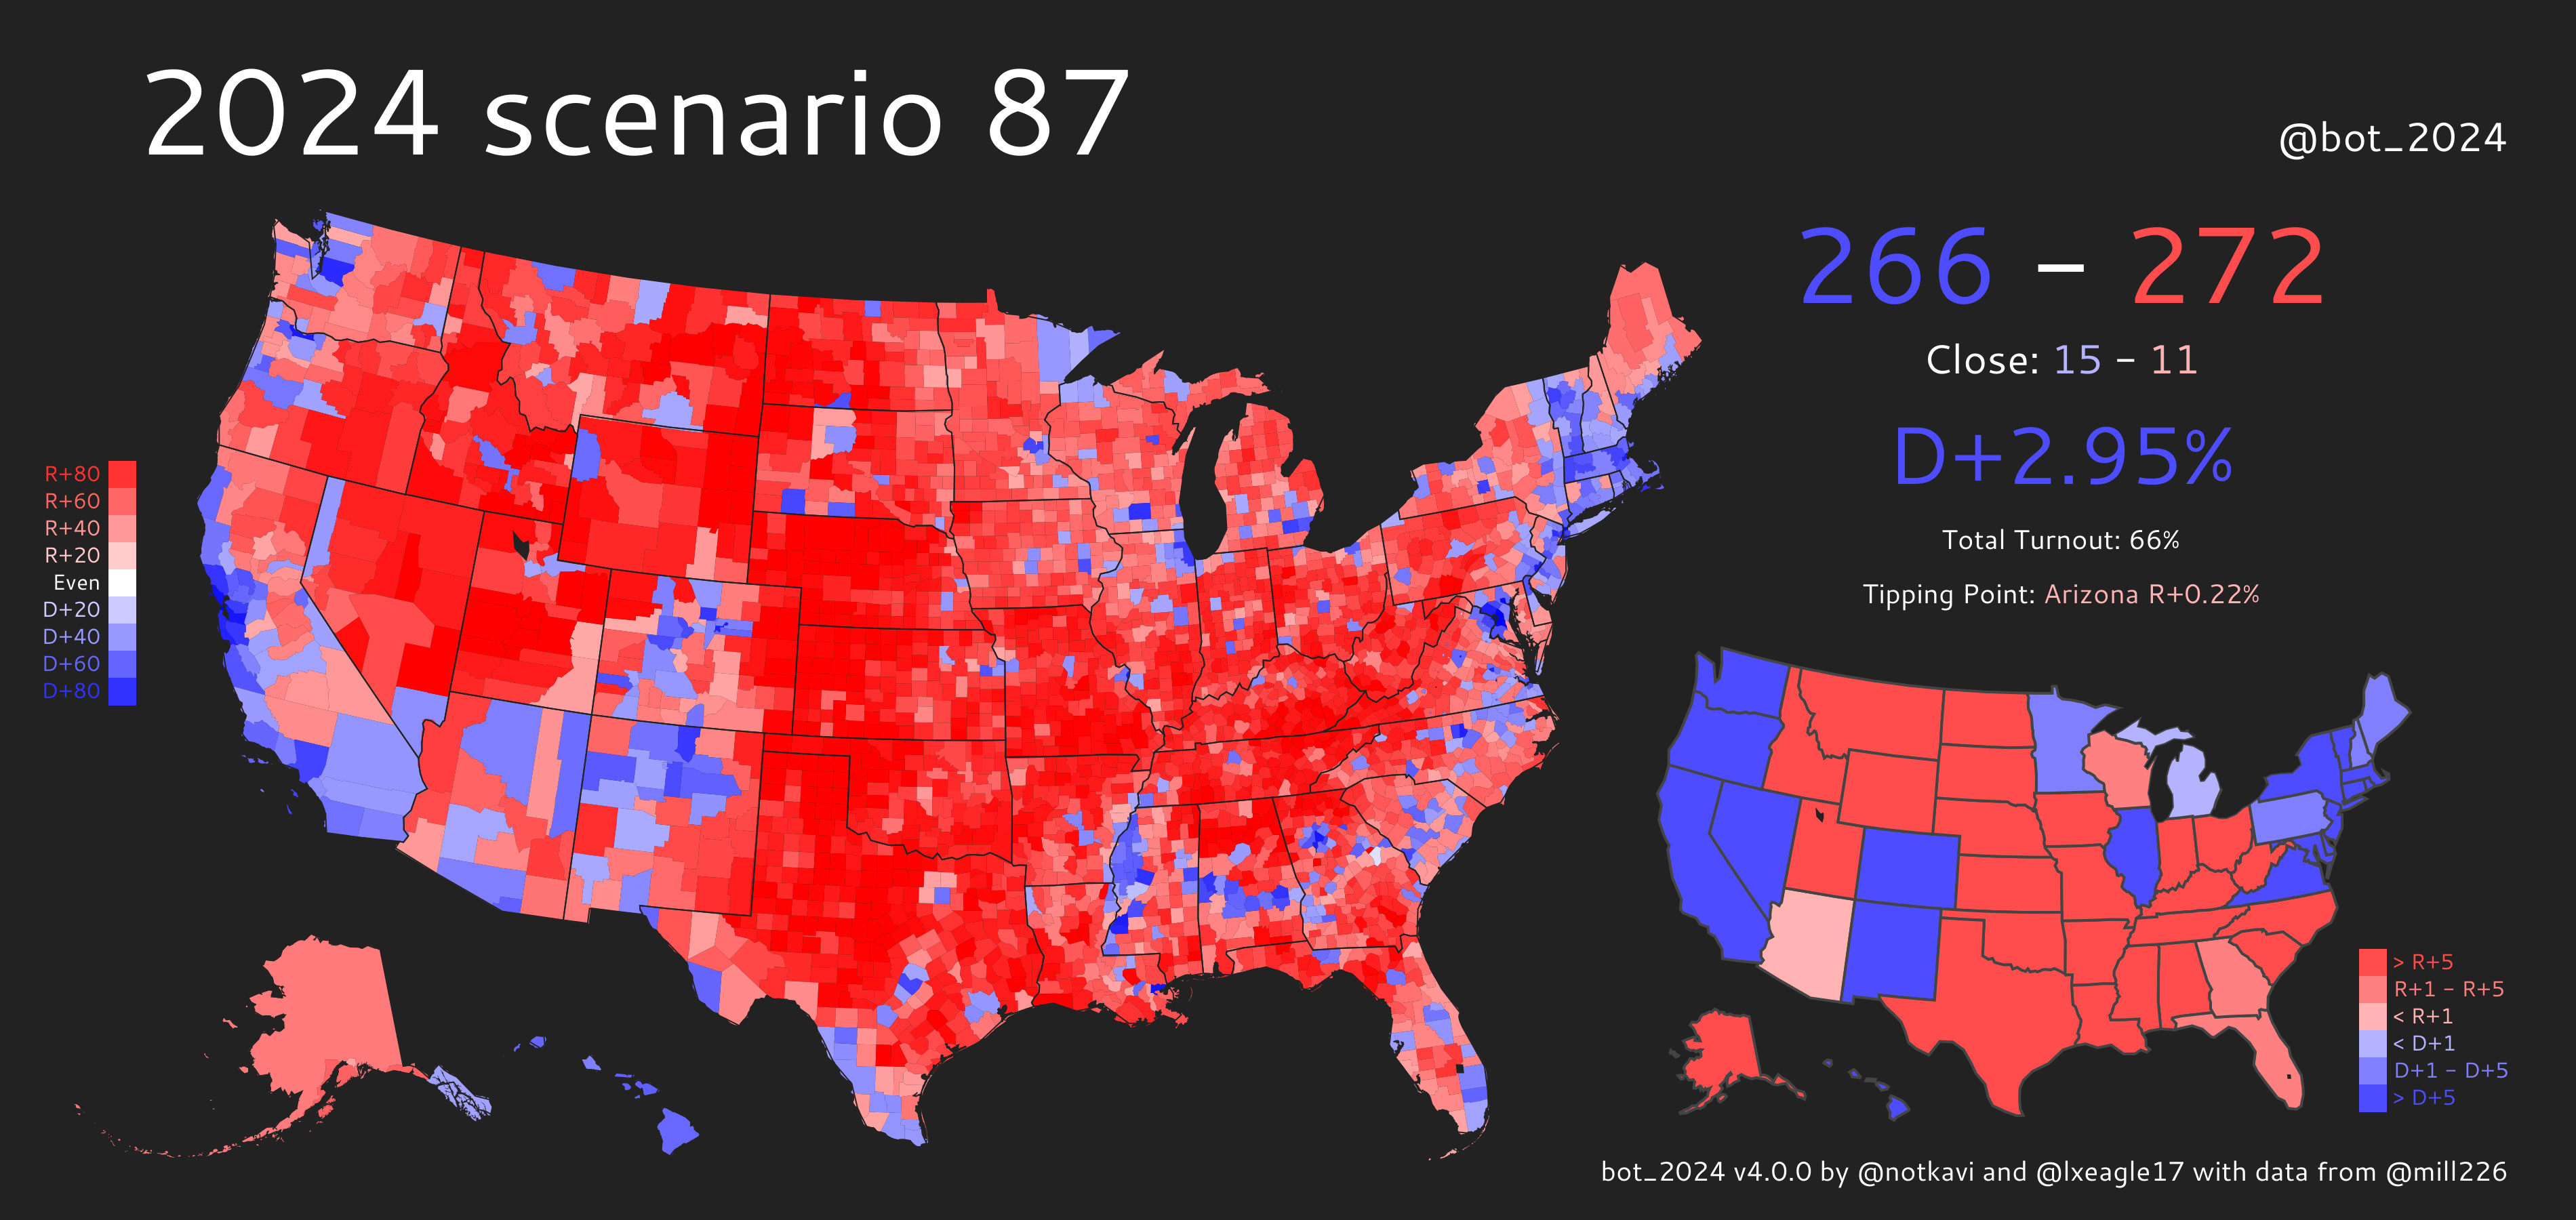 2024 scenario 87
@bot_2024
266 – 272
Close: 15 – 11
D+2.95%
Total Turnout: 66%
Tipping Point: Arizona R+0.22%
R+80
R+60
R+40
R+20
Even
D+20
D+40
D+60
D+80
> R+5
R+1 – R+5
< R+1
< D+1
D+1 – D+5
> D+5
bot_2024 v4.0.0 by @notkavi and @lxeagle17 with data from @mill226